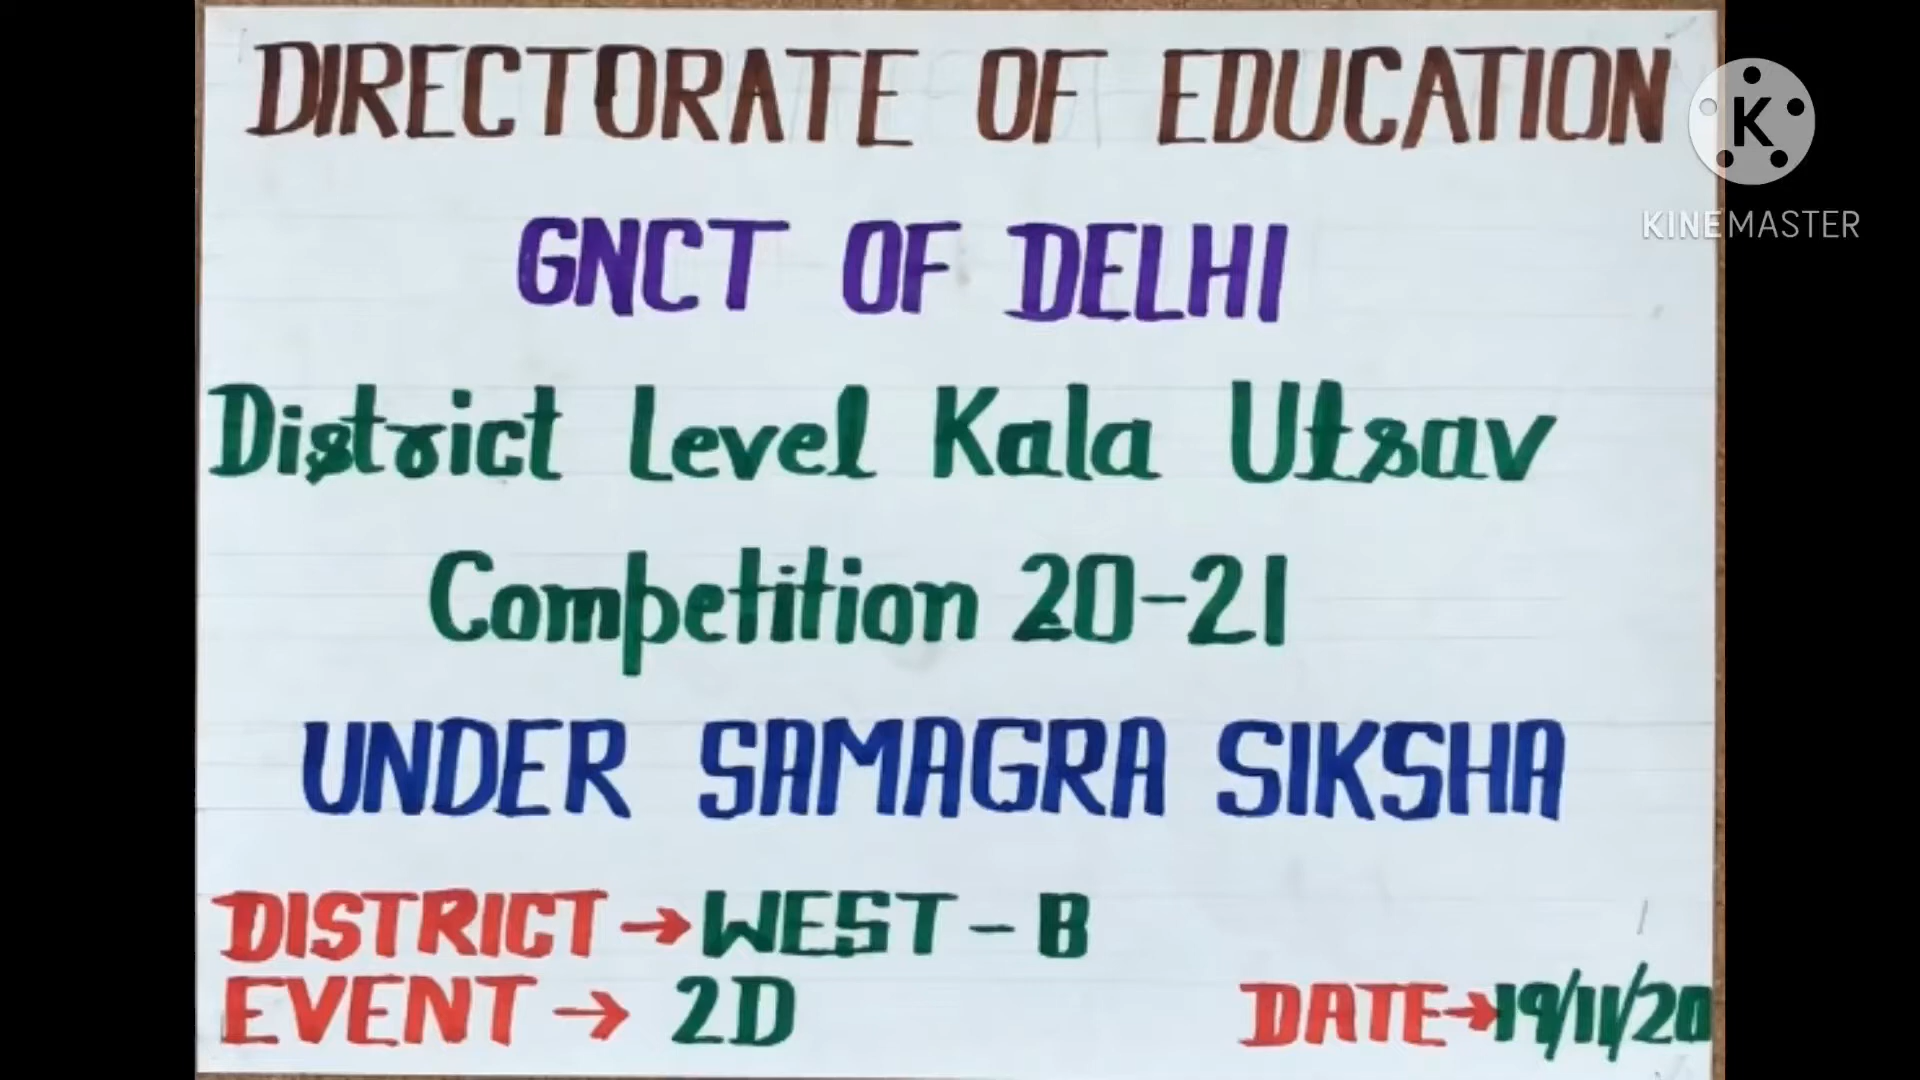 DIRECTORATE OF EDUCATION
GNCT OF DELHI
District Level Kala Utsav
Competition 20-21
UNDER SAMAGRA SIKSHA
DISTRICT → WEST - B
EVENT → 2D
DATE→19/11/20
K
KINEMASTER